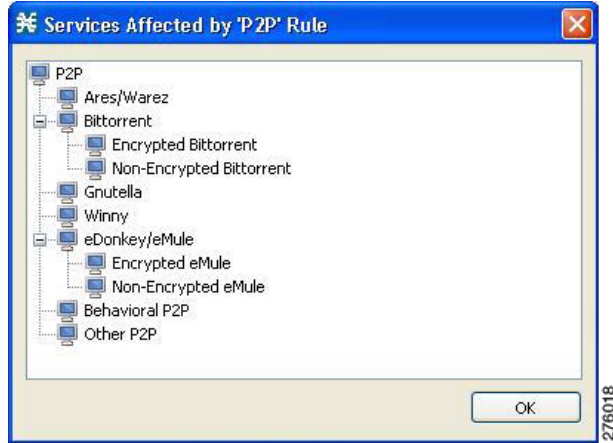 Services Affected by 'P2P' Rule
P2P
Ares/Warez
Bittorrent
Encrypted Bittorrent
Non-Encrypted Bittorrent
Gnutella
Winny
eDonkey/eMule
Encrypted eMule
Non-Encrypted eMule
Behavioral P2P
Other P2P
OK
276018